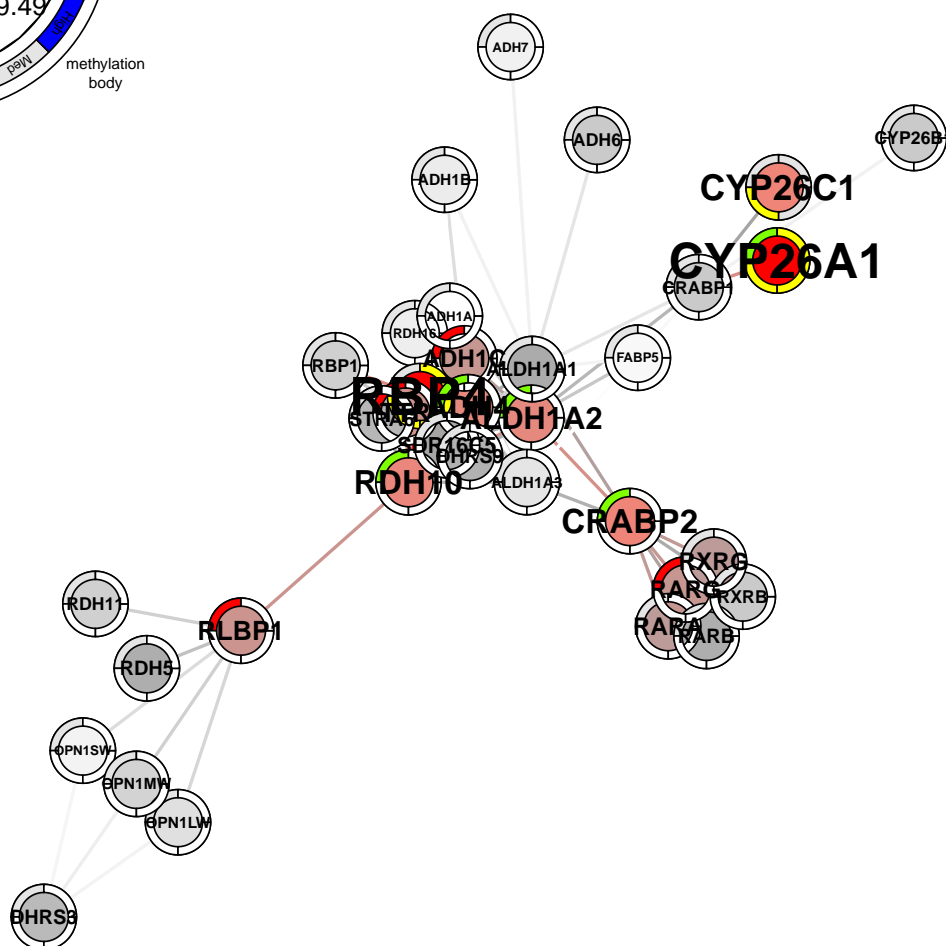 9.49
High
Med
methylation
body
ADH7
ADH6
CYP26B
ADH1B
CYP26C1
CYP26A1
CRABP1
ADH1A
RDH16
FABP5
RBP1
ADH1C
ALDH1A1
RBP4
STRA6
ALDH1A2
SDR16C5
DHRS9
RDH10
ALDH1A3
CRABP2
RXRG
RARG
RXRB
RARA
RARB
RDH11
RLBP1
RDH5
OPN1SW
OPN1MW
OPN1LW
DHRS3